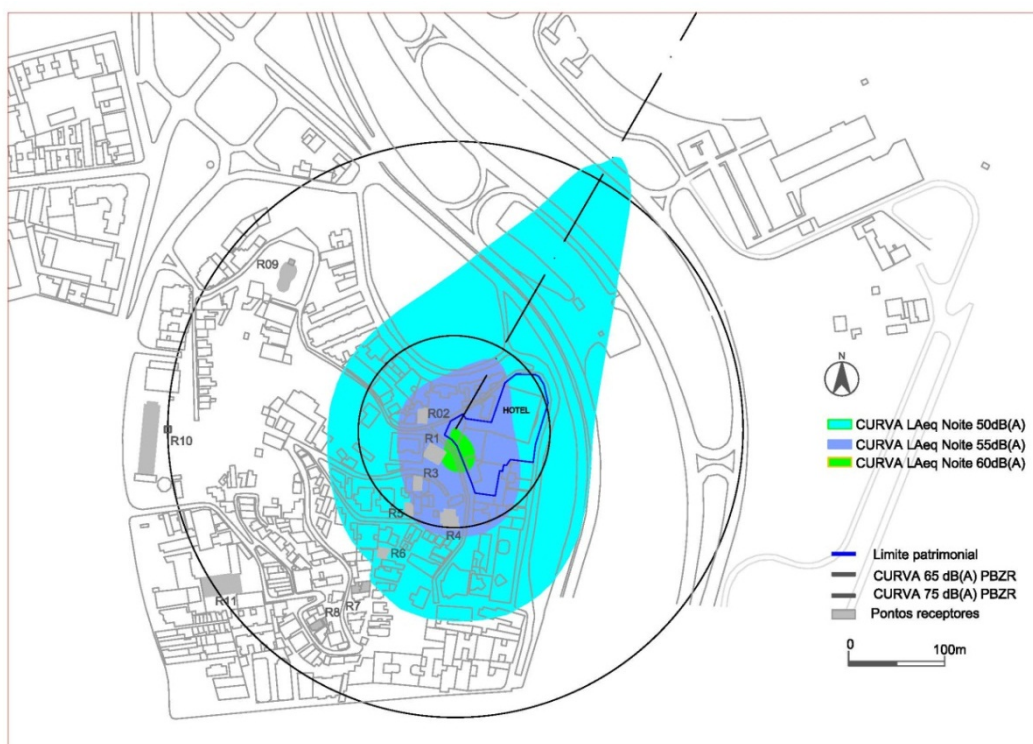 R09
R02
HOTEL
R1
R10
R3
R5
R4
R6
R11
R7
R8
N
CURVA LAeq Noite 50dB(A)
CURVA LAeq Noite 55dB(A)
CURVA LAeq Noite 60dB(A)
Limite patrimonial
CURVA 65 dB(A) PBZR
CURVA 75 dB(A) PBZR
Pontos receptores
0 100m